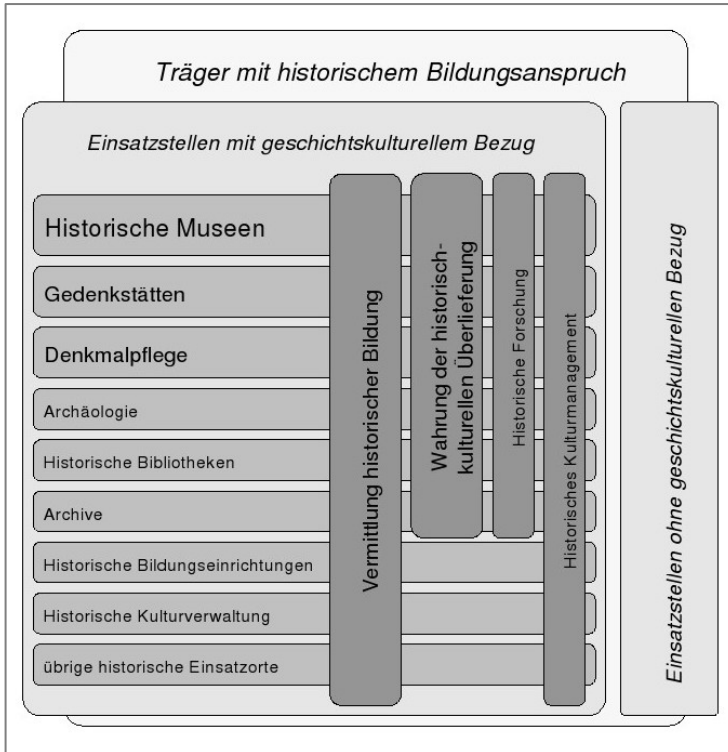 Träger mit historischem Bildungsanspruch
Einsatzstellen mit geschichtskulturellem Bezug
Historische Museen
Gedenkstätten
Denkmalpflege
Archäologie
Historische Bibliotheken
Archive
Historische Bildungseinrichtungen
Historische Kulturverwaltung
übrige historische Einsatzorte
Vermittlung historischer Bildung
Wahrung der historisch-
kulturellen Überlieferung
Historische Forschung
Historisches Kulturmanagement
Einsatzstellen ohne geschichtskulturellen Bezug